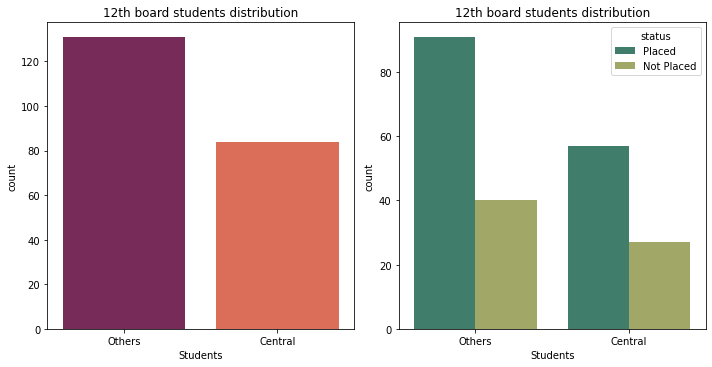 12th board students distribution
count
120
100
80
60
40
20
0
Others Central
Students
12th board students distribution
count
80
60
40
20
0
status
Placed
Not Placed
Others Central
Students